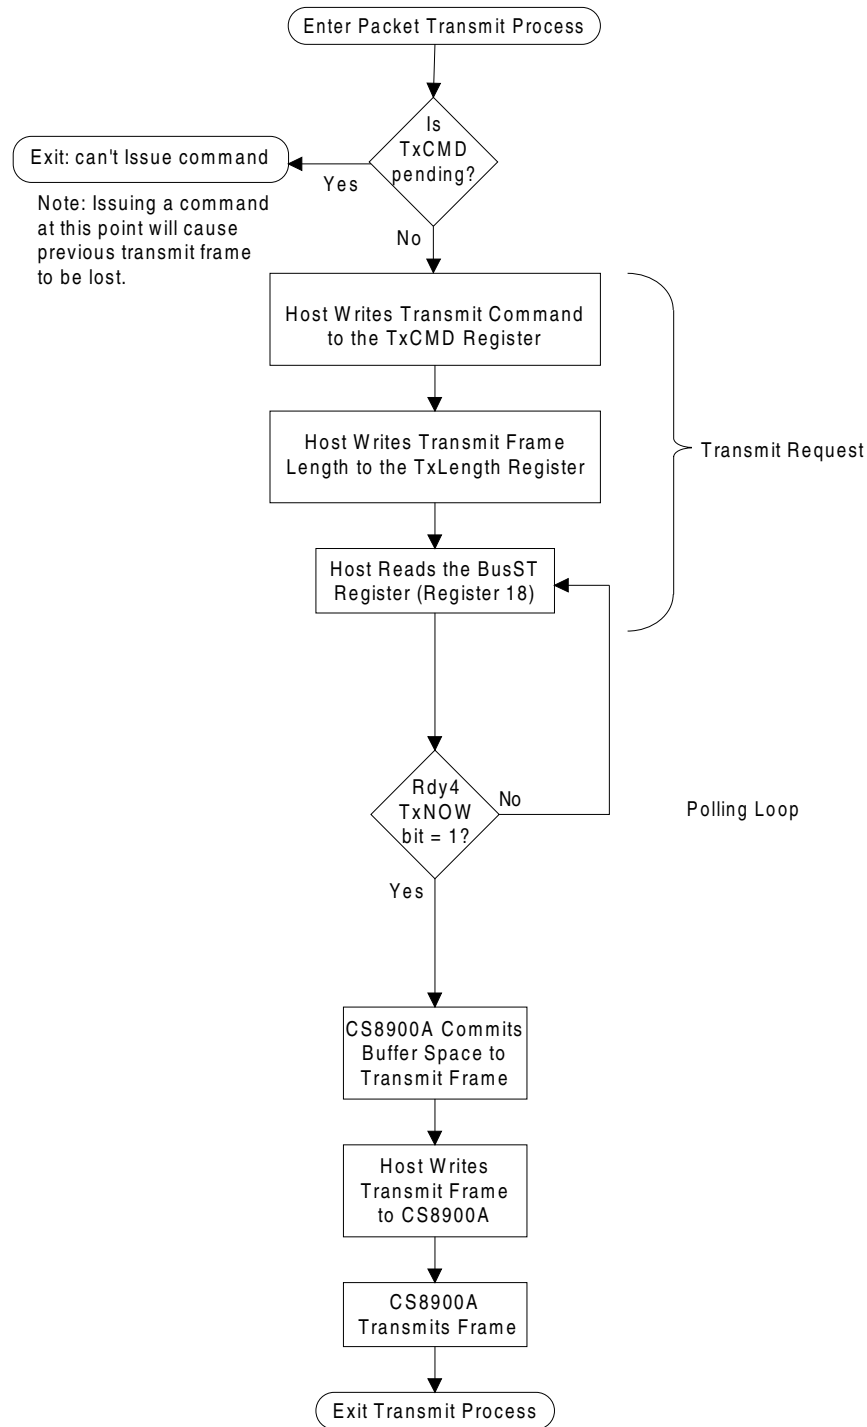 Enter Packet Transmit Process
Is
TxCMD
pending?
Exit: can't Issue command
Yes
Note: Issuing a command
at this point will cause
previous transmit frame
to be lost.
No
Host Writes Transmit Command
to the TxCMD Register
Host Writes Transmit Frame
Length to the TxLength Register
Transmit Request
Host Reads the BusST
Register (Register 18)
Rdy4
TxNOW
bit = 1?
No
Polling Loop
Yes
CS8900A Commits
Buffer Space to
Transmit Frame
Host Writes
Transmit Frame
to CS8900A
CS8900A
Transmits Frame
Exit Transmit Process